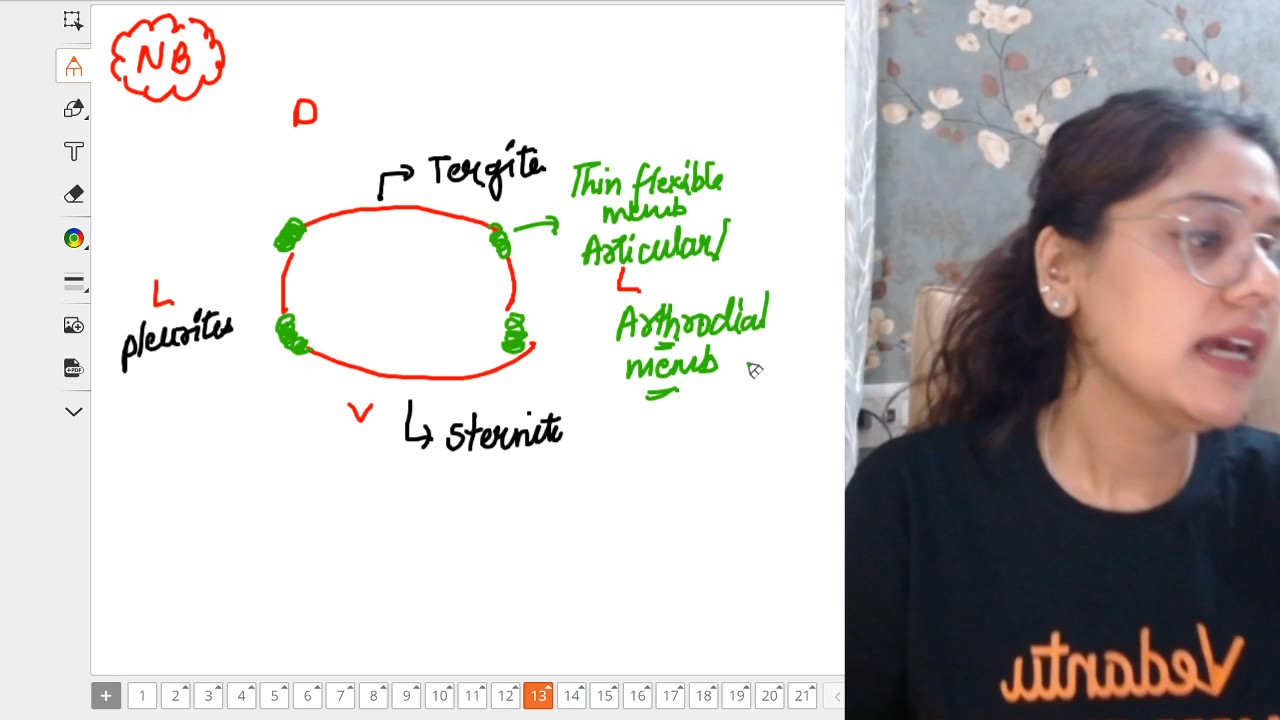 NB
D
Tergite
Thin flexible
memb
Articular/
L
L
pleurites
Arthrodial
memb
V
sternite
Vedantu
+ 1 2 3 4 5 6 7 8 9 10 11 12 13 14 15 16 17 18 19 20 21
T
PDF